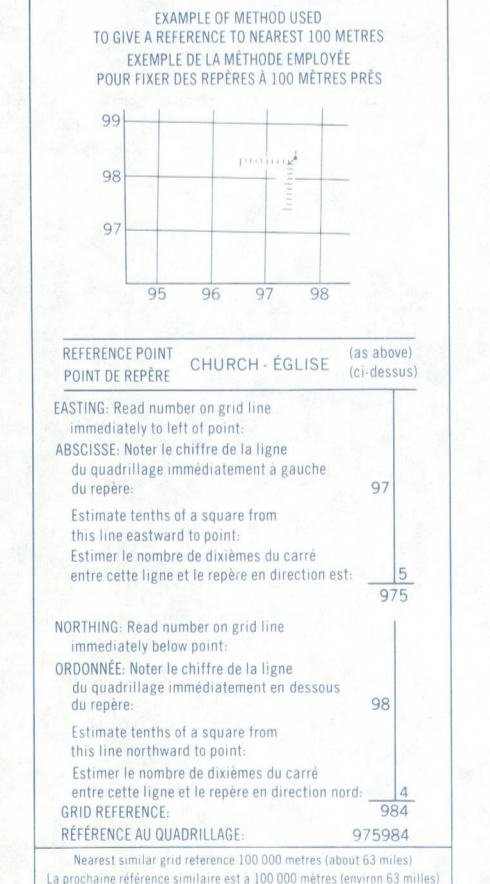 EXAMPLE OF METHOD USED
TO GIVE A REFERENCE TO NEAREST 100 METRES
EXEMPLE DE LA MÉTHODE EMPLOYÉE
POUR FIXER DES REPÈRES À 100 MÈTRES PRÈS
99
98
97
95 96 97 98
REFERENCE POINT
POINT DE REPÈRE
CHURCH - ÉGLISE
(as above)
(ci-dessus)
EASTING: Read number on grid line
immediately to left of point:
ABSCISSE: Noter le chiffre de la ligne
du quadrillage immédiatement à gauche
du repère: 97
Estimate tenths of a square from
this line eastward to point:
Estimer le nombre de dixièmes du carré
entre cette ligne et le repère en direction est: 5
975
NORTHING: Read number on grid line
immediately below point:
ORDONNÉE: Noter le chiffre de la ligne
du quadrillage immédiatement en dessous
du repère: 98
Estimate tenths of a square from
this line northward to point:
Estimer le nombre de dixièmes du carré
entre cette ligne et le repère en direction nord: 4
GRID REFERENCE: 984
RÉFÉRENCE AU QUADRILLAGE: 975984
Nearest similar grid reference 100 000 metres (about 63 miles)
La prochaine référence similaire est à 100 000 mètres (environ 63 milles)